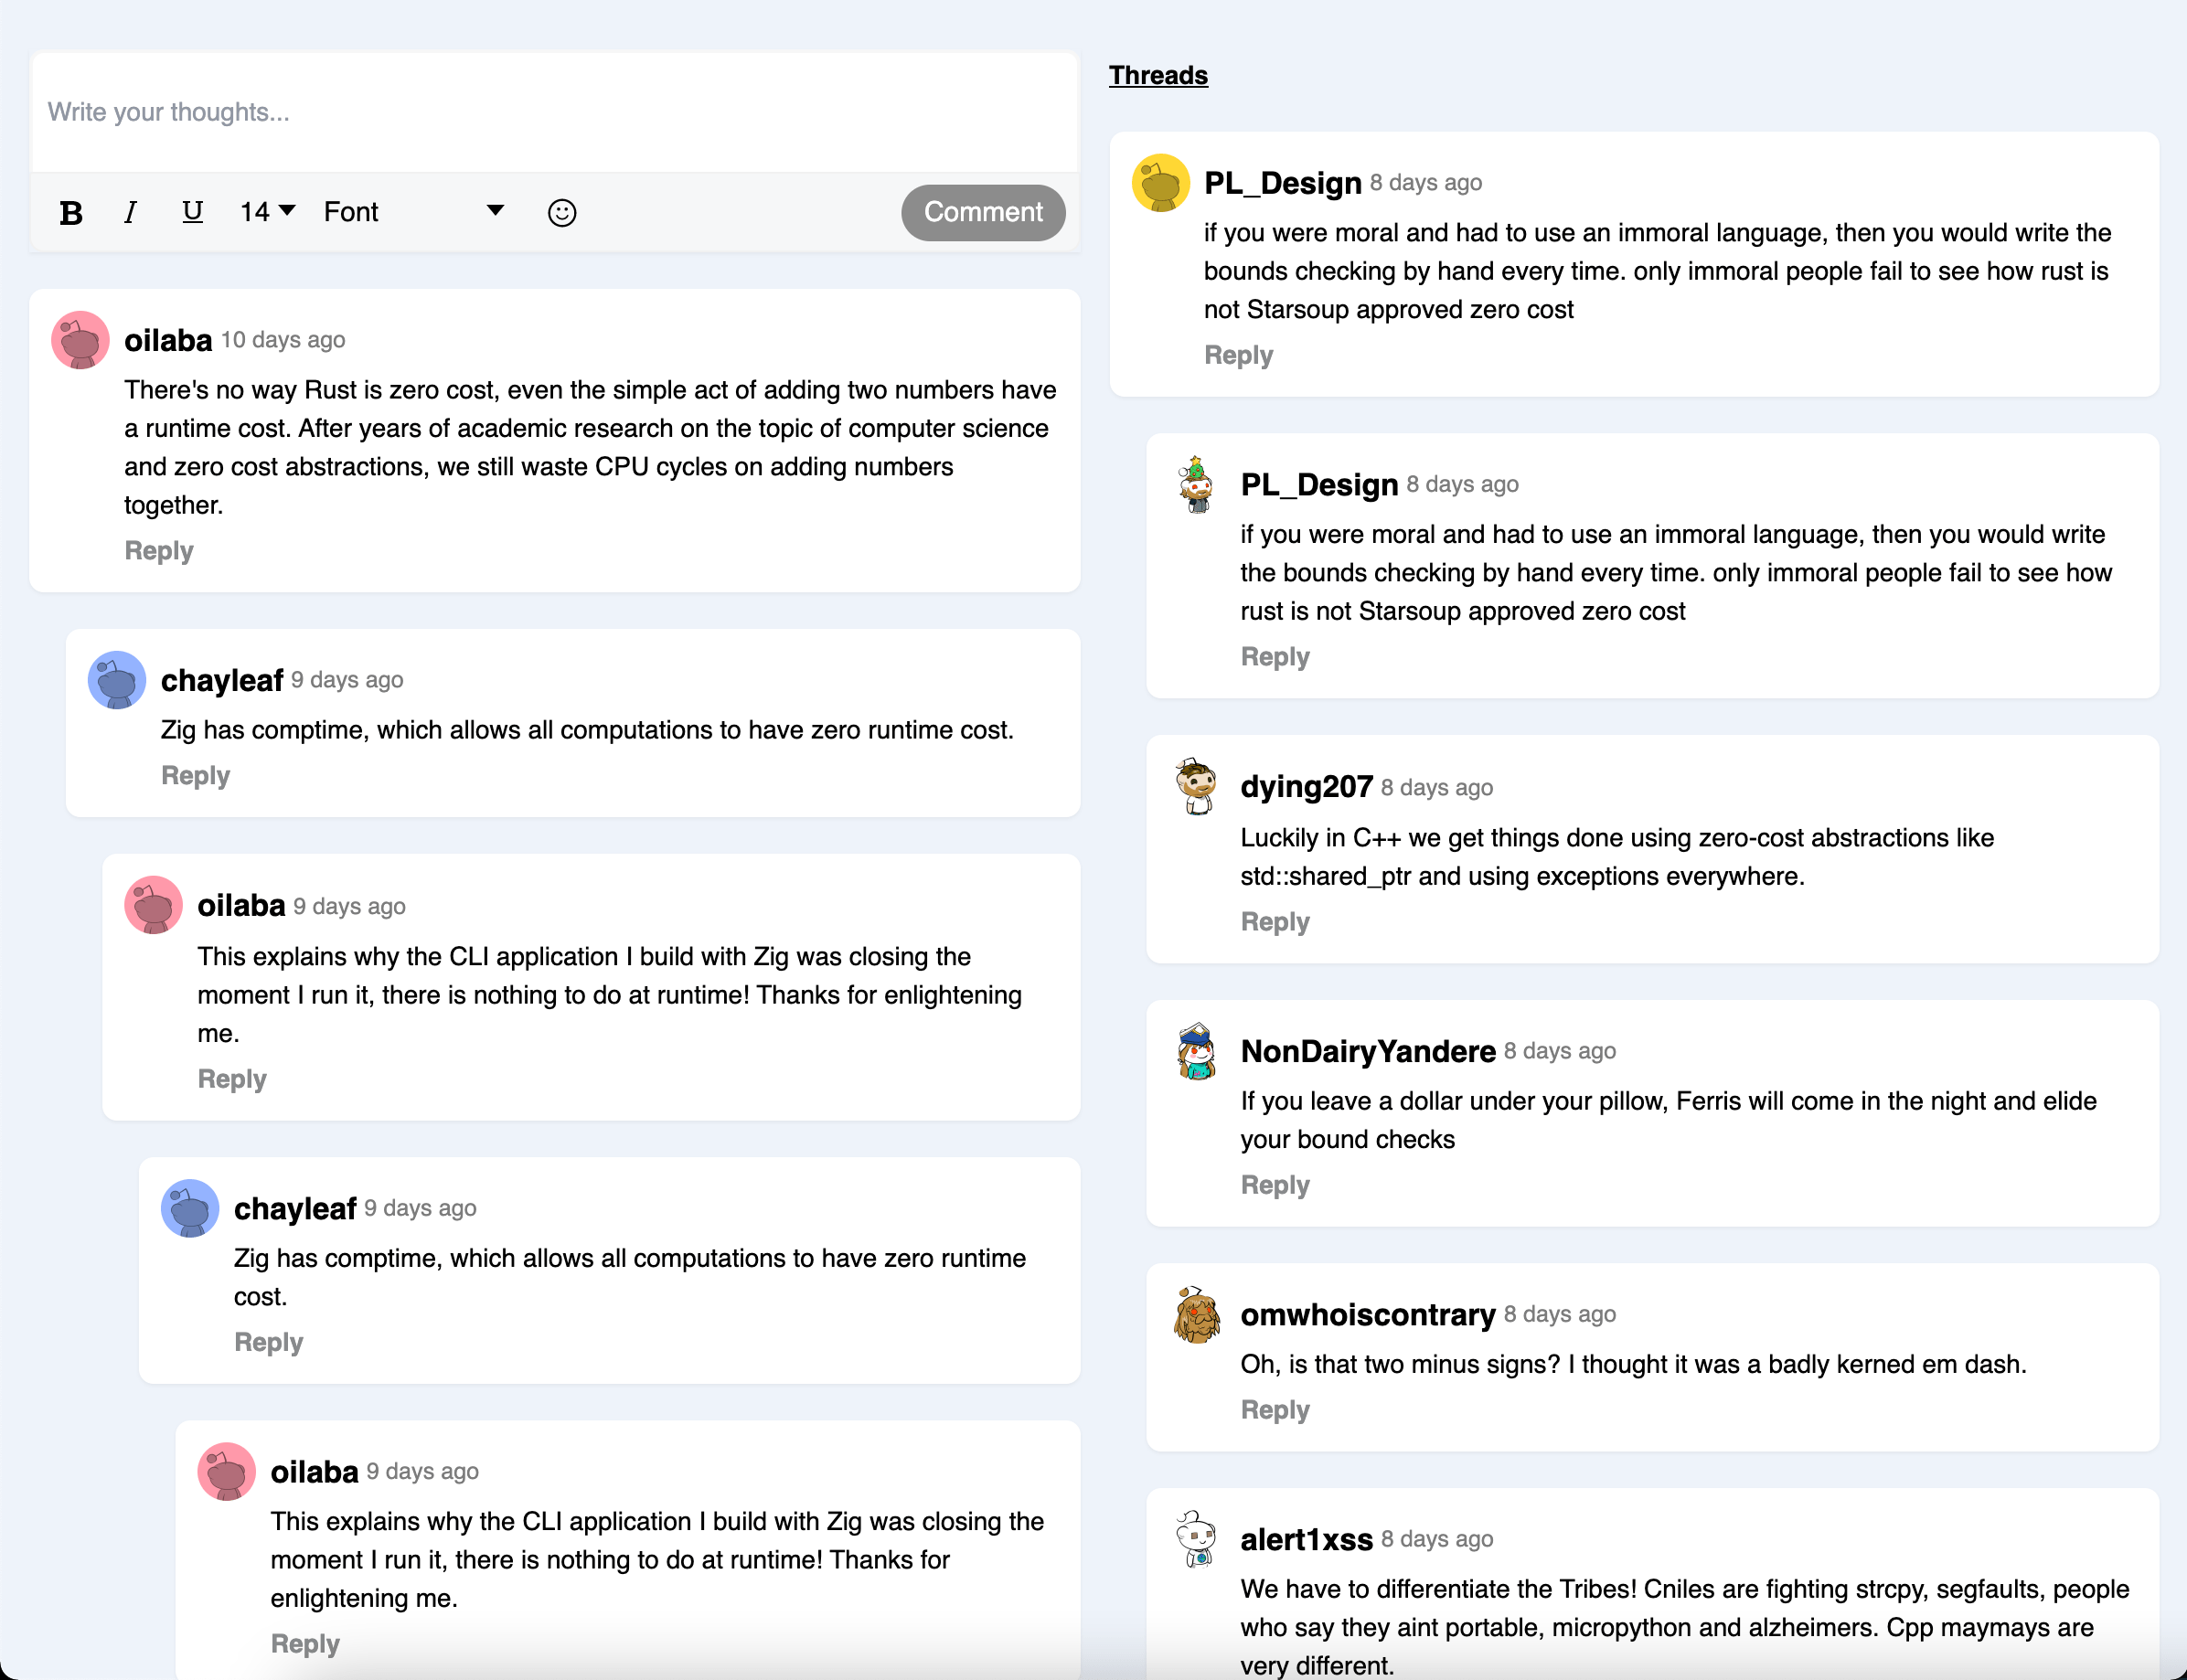 Write your thoughts...
B I U 14 Font Comment
oilaba 10 days ago
There's no way Rust is zero cost, even the simple act of adding two numbers have
a runtime cost. After years of academic research on the topic of computer science
and zero cost abstractions, we still waste CPU cycles on adding numbers
together.
Reply
chayleaf 9 days ago
Zig has comptime, which allows all computations to have zero runtime cost.
Reply
oilaba 9 days ago
This explains why the CLI application I build with Zig was closing the
moment I run it, there is nothing to do at runtime! Thanks for enlightening
me.
Reply
chayleaf 9 days ago
Zig has comptime, which allows all computations to have zero runtime
cost.
Reply
oilaba 9 days ago
This explains why the CLI application I build with Zig was closing the
moment I run it, there is nothing to do at runtime! Thanks for
enlightening me.
Reply
Threads
PL_Design 8 days ago
if you were moral and had to use an immoral language, then you would write the
bounds checking by hand every time. only immoral people fail to see how rust is
not Starsoup approved zero cost
Reply
PL_Design 8 days ago
if you were moral and had to use an immoral language, then you would write
the bounds checking by hand every time. only immoral people fail to see how
rust is not Starsoup approved zero cost
Reply
dying207 8 days ago
Luckily in C++ we get things done using zero-cost abstractions like
std::shared_ptr and using exceptions everywhere.
Reply
NonDairyYandere 8 days ago
If you leave a dollar under your pillow, Ferris will come in the night and elide
your bound checks
Reply
omwhoiscontrary 8 days ago
Oh, is that two minus signs? I thought it was a badly kerned em dash.
Reply
alert1xss 8 days ago
We have to differentiate the Tribes! Cniles are fighting strcpy, segfaults, people
who say they aint portable, micropython and alzheimers. Cpp maymays are
very different.